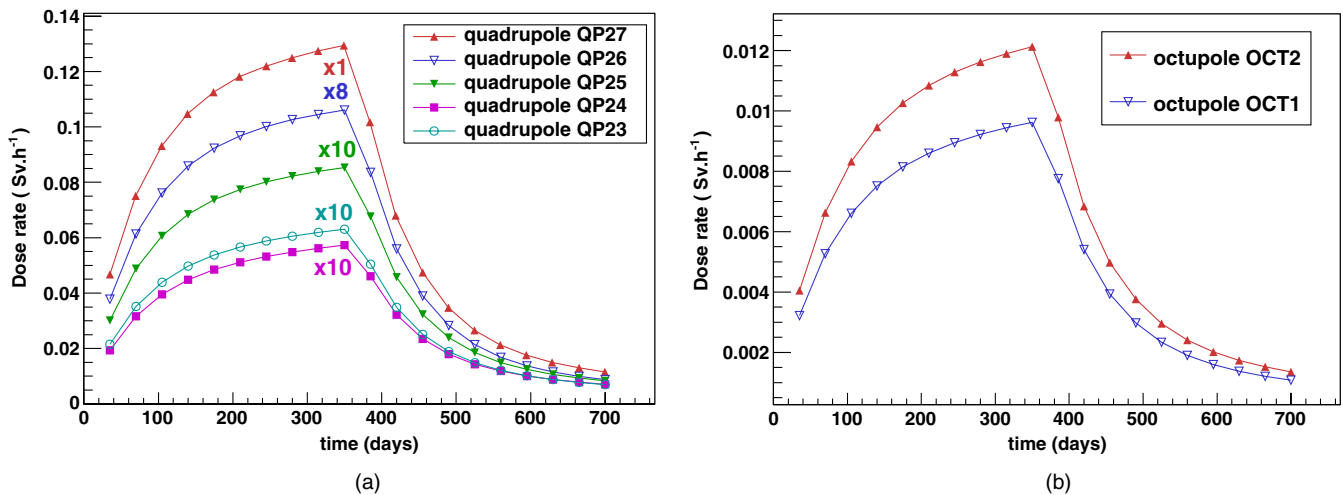 0.14
0.12
0.1
0.08
0.06
0.04
0.02
0
Dose rate ( Sv.h⁻¹)
quadrupole QP27
quadrupole QP26
quadrupole QP25
quadrupole QP24
quadrupole QP23
x1
x8
x10
x10
x10
0 100 200 300 400 500 600 700
time (days)
(a)
0.012
0.01
0.008
0.006
0.004
0.002
Dose rate ( Sv.h⁻¹)
octupole OCT2
octupole OCT1
0 100 200 300 400 500 600 700
time (days)
(b)